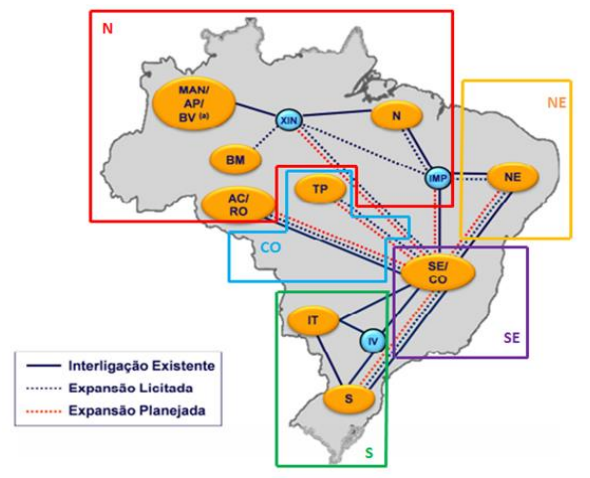 N
MAN/
AP/
BV (a)
XIN
N
NE
BM
IMP
NE
TP
AC/
RO
CO
SE/
CO
IT
IV
SE
Interligação Existente
Expansão Licitada
Expansão Planejada
S
S